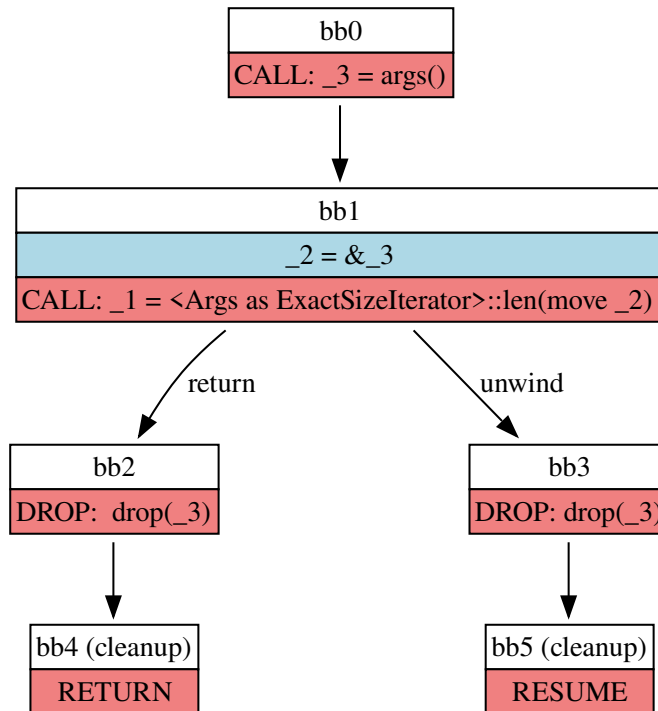 bb0
CALL: _3 = args()
bb1
_2 = &_3
CALL: _1 = <Args as ExactSizeIterator>::len(move _2)
return
unwind
bb2
DROP:  drop(_3)
bb3
DROP: drop(_3)
bb4 (cleanup)
RETURN
bb5 (cleanup)
RESUME